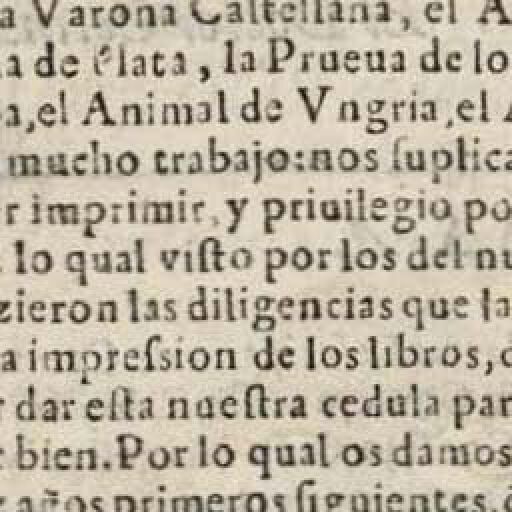 a Varona Castellana, el A
a de ẽlata, la Prueua de lo
a, el Animal de Vngria, el
mucho trabajo: nos ſuplica
r imprimir, y priuilegio po
lo qual viſto por los del nu
zieron las diligencias que la
a impreſsion de los libros,
r dar eſta nueſtra cedula par
bien. Por lo qual os damos
años primeros ſiguientes,